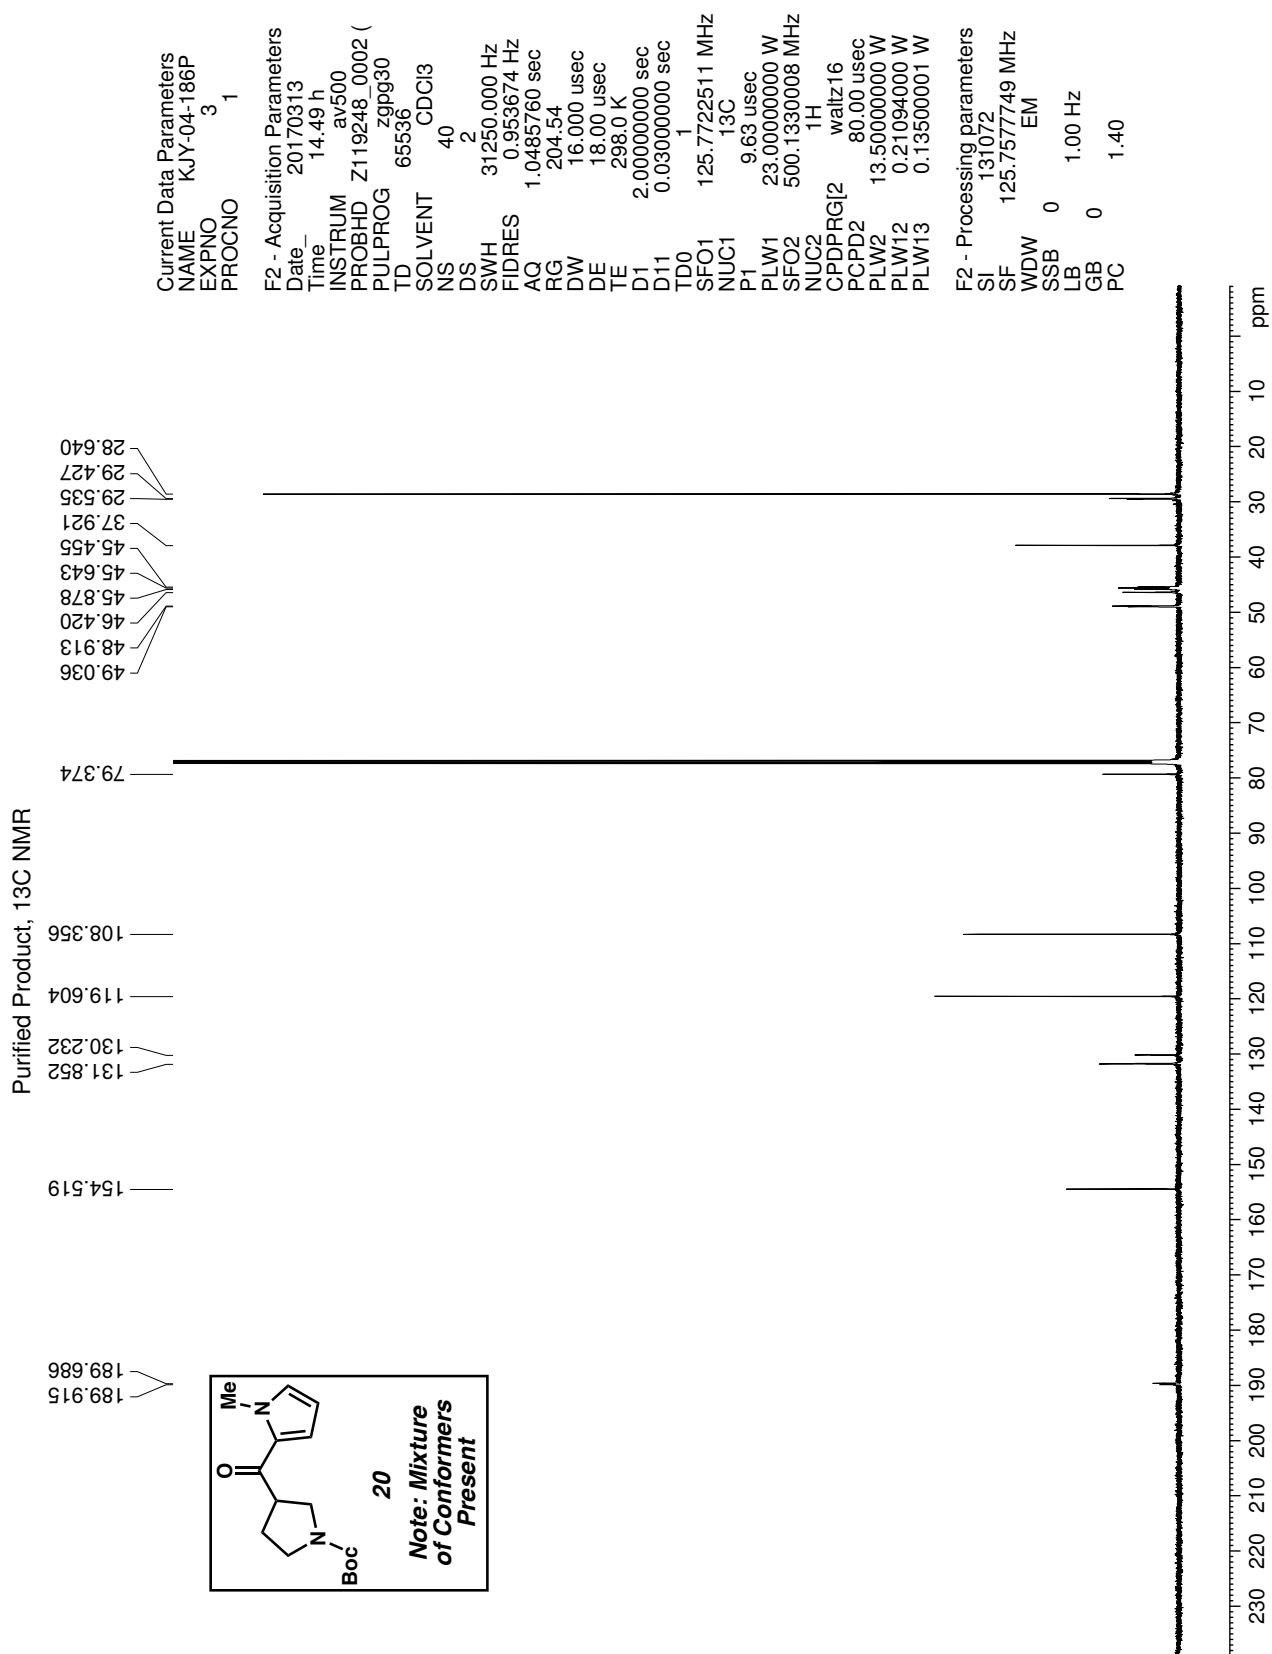 Purified Product, 13C NMR
189.915
189.686
154.519
131.852
130.232
119.604
108.356
79.374
49.036
48.913
46.420
45.878
45.643
45.455
37.921
29.535
29.427
28.640
O
Me
N
N
Boc
20
Note: Mixture
of Conformers
Present
Current Data Parameters
NAME KJY-04-186P
EXPNO 3
PROCNO 1
F2 - Acquisition Parameters
Date_ 20170313
Time 14.49 h
INSTRUM av500
PROBHD Z119248_0002 (
PULPROG zgpg30
TD 65536
SOLVENT CDCl3
NS 40
DS 2
SWH 31250.000 Hz
FIDRES 0.953674 Hz
AQ 1.0485760 sec
RG 204.54
DW 16.000 usec
DE 18.00 usec
TE 298.0 K
D1 2.00000000 sec
D11 0.03000000 sec
TD0 1
SFO1 125.7722511 MHz
NUC1 13C
P1 9.63 usec
PLW1 23.00000000 W
SFO2 500.1330008 MHz
NUC2 1H
CPDPRG[2 waltz16
PCPD2 80.00 usec
PLW2 13.50000000 W
PLW12 0.21094000 W
PLW13 0.13500001 W
F2 - Processing parameters
SI 131072
SF 125.7577749 MHz
WDW EM
SSB 0
LB 1.00 Hz
GB 0
PC 1.40
230 220 210 200 190 180 170 160 150 140 130 120 110 100 90 80 70 60 50 40 30 20 10 ppm